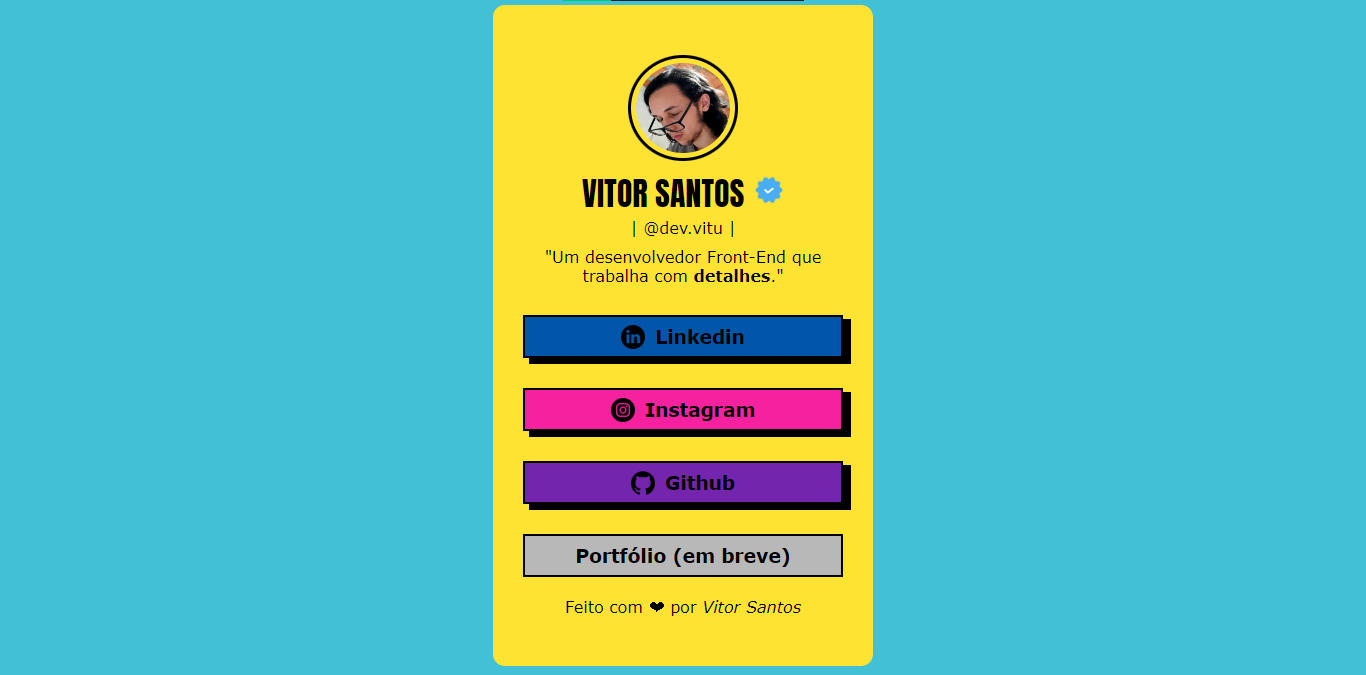 VITOR SANTOS
| @dev.vitu |
"Um desenvolvedor Front-End que
trabalha com detalhes."
Linkedin
Instagram
Github
Portfólio (em breve)
Feito com ❤ por Vitor Santos